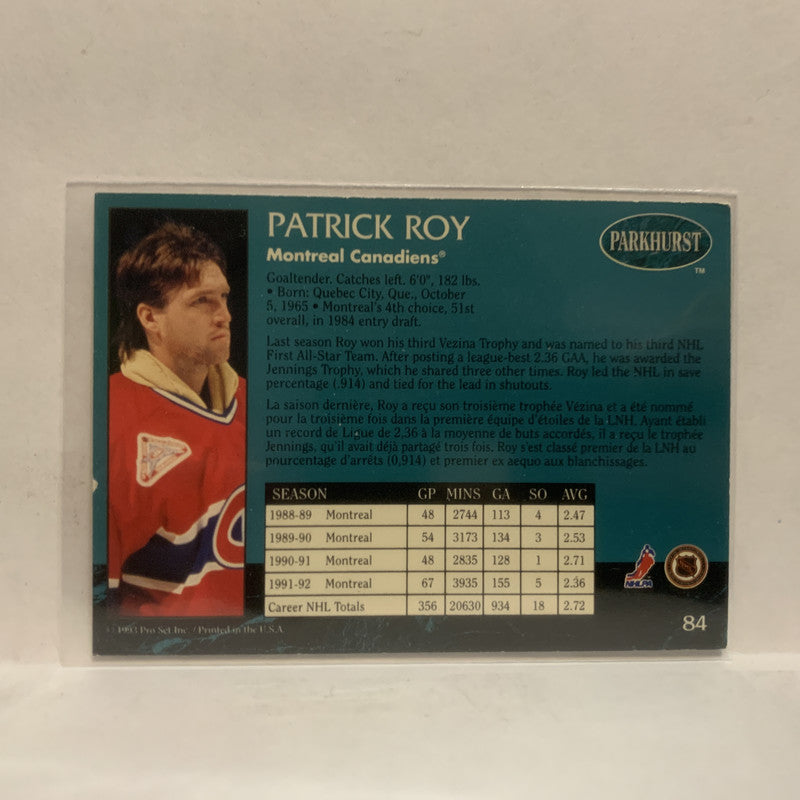 PATRICK ROY
Montreal Canadiens®
PARKHURST
TM
Goaltender. Catches left. 6'0", 182 lbs.
• Born: Quebec City, Que., October
5, 1965 • Montreal's 4th choice, 51st
overall, in 1984 entry draft.
Last season Roy won his third Vezina Trophy and was named to his third NHL
First All-Star Team. After posting a league-best 2.36 GAA, he was awarded the
Jennings Trophy, which he shared three other times. Roy led the NHL in save
percentage (.914) and tied for the lead in shutouts.
La saison dernière, Roy a reçu son troisième trophée Vézina et a été nommé
pour la troisième fois dans la première équipe d'étoiles de la LNH. Ayant établi
un record de Ligue de 2,36 à la moyenne de buts accordés, il a reçu le trophée
Jennings, qu'il avait déjà partagé trois fois. Roy s'est classé premier de la LNH au
pourcentage d'arrêts (0,914) et premier ex aequo aux blanchissages.
SEASON GP MINS GA SO AVG
1988-89 Montreal 48 2744 113 4 2.47
1989-90 Montreal 54 3173 134 3 2.53
1990-91 Montreal 48 2835 128 1 2.71
1991-92 Montreal 67 3935 155 5 2.36
Career NHL Totals 356 20630 934 18 2.72
NHLPA
84
Pro Set Inc. / Printed in the U.S.A.